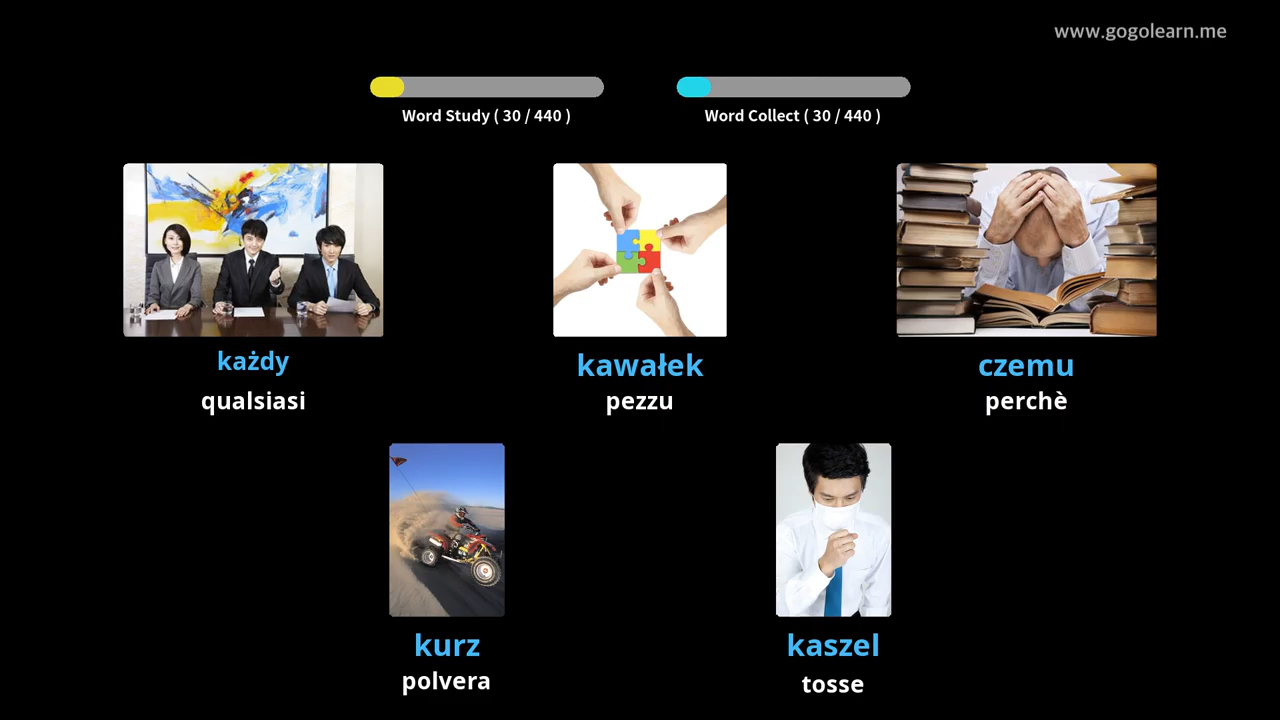 www.gogolearn.me
Word Study ( 30 / 440 )
Word Collect ( 30 / 440 )
każdy
qualsiasi
kawałek
pezzu
czemu
perchè
kurz
polvera
kaszel
tosse